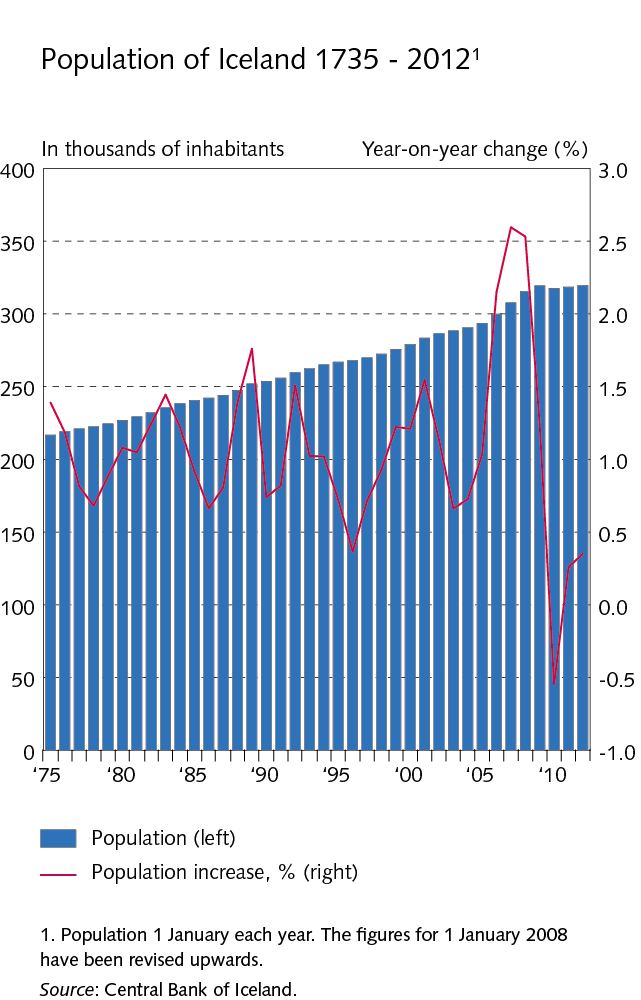 Population of Iceland 1735 - 2012¹
In thousands of inhabitants Year-on-year change (%)
400 3.0
350 2.5
300 2.0
250 1.5
200 1.0
150 0.5
100 0.0
50 -0.5
0 -1.0
‘75 ‘80 ‘85 ‘90 ‘95 ‘00 ‘05 ‘10
Population (left)
Population increase, % (right)
1. Population 1 January each year. The figures for 1 January 2008
have been revised upwards.
Source: Central Bank of Iceland.